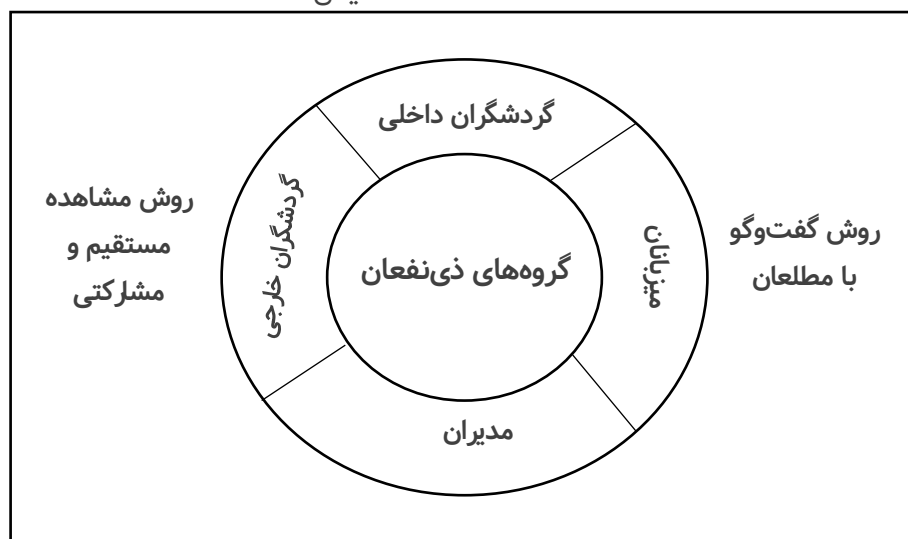 گردشگران داخلی
روش گفت‌وگو
با مطلعان
میزبانان
گروه‌های ذی‌نفعان
گردشگران خارجی
روش مشاهده
مستقیم و
مشارکتی
مدیران